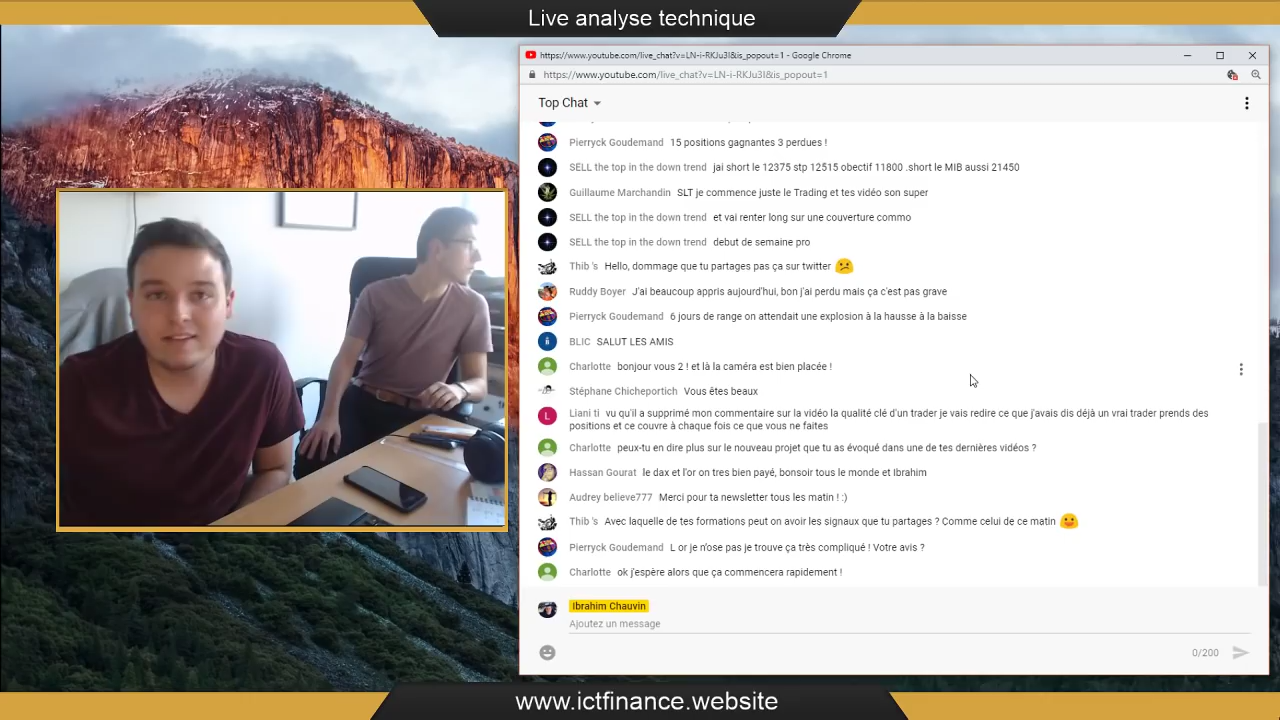 Live analyse technique
https://www.youtube.com/live_chat?v=LN-i-RKJu3I&is_popout=1 - Google Chrome
https://www.youtube.com/live_chat?v=LN-i-RKJu3I&is_popout=1
Top Chat
Pierryck Goudemand 15 positions gagnantes 3 perdues !
SELL the top in the down trend jai short le 12375 stp 12515 obectif 11800 .short le MIB aussi 21450
Guillaume Marchandin SLT je commence juste le Trading et tes vidéo son super
SELL the top in the down trend et vai renter long sur une couverture commo
SELL the top in the down trend debut de semaine pro
Thib 's Hello, dommage que tu partages pas ça sur twitter
Ruddy Boyer J'ai beaucoup appris aujourd'hui, bon j'ai perdu mais ça c'est pas grave
Pierryck Goudemand 6 jours de range on attendait une explosion à la hausse à la baisse
BLIC SALUT LES AMIS
Charlotte bonjour vous 2 ! et là la caméra est bien placée !
Stéphane Chicheportich Vous êtes beaux
L
Liani ti vu qu'il a supprimé mon commentaire sur la vidéo la qualité clé d'un trader je vais redire ce que j'avais dis déjà un vrai trader prends des
positions et ce couvre à chaque fois ce que vous ne faites
Charlotte peux-tu en dire plus sur le nouveau projet que tu as évoqué dans une de tes dernières vidéos ?
Hassan Gourat le dax et l'or on tres bien payé, bonsoir tous le monde et Ibrahim
Audrey believe777 Merci pour ta newsletter tous les matin ! :)
Thib 's Avec laquelle de tes formations peut on avoir les signaux que tu partages ? Comme celui de ce matin
Pierryck Goudemand L or je n'ose pas je trouve ça très compliqué ! Votre avis ?
Charlotte ok j'espère alors que ça commencera rapidement !
Ibrahim Chauvin
Ajoutez un message
0/200
www.ictfinance.website